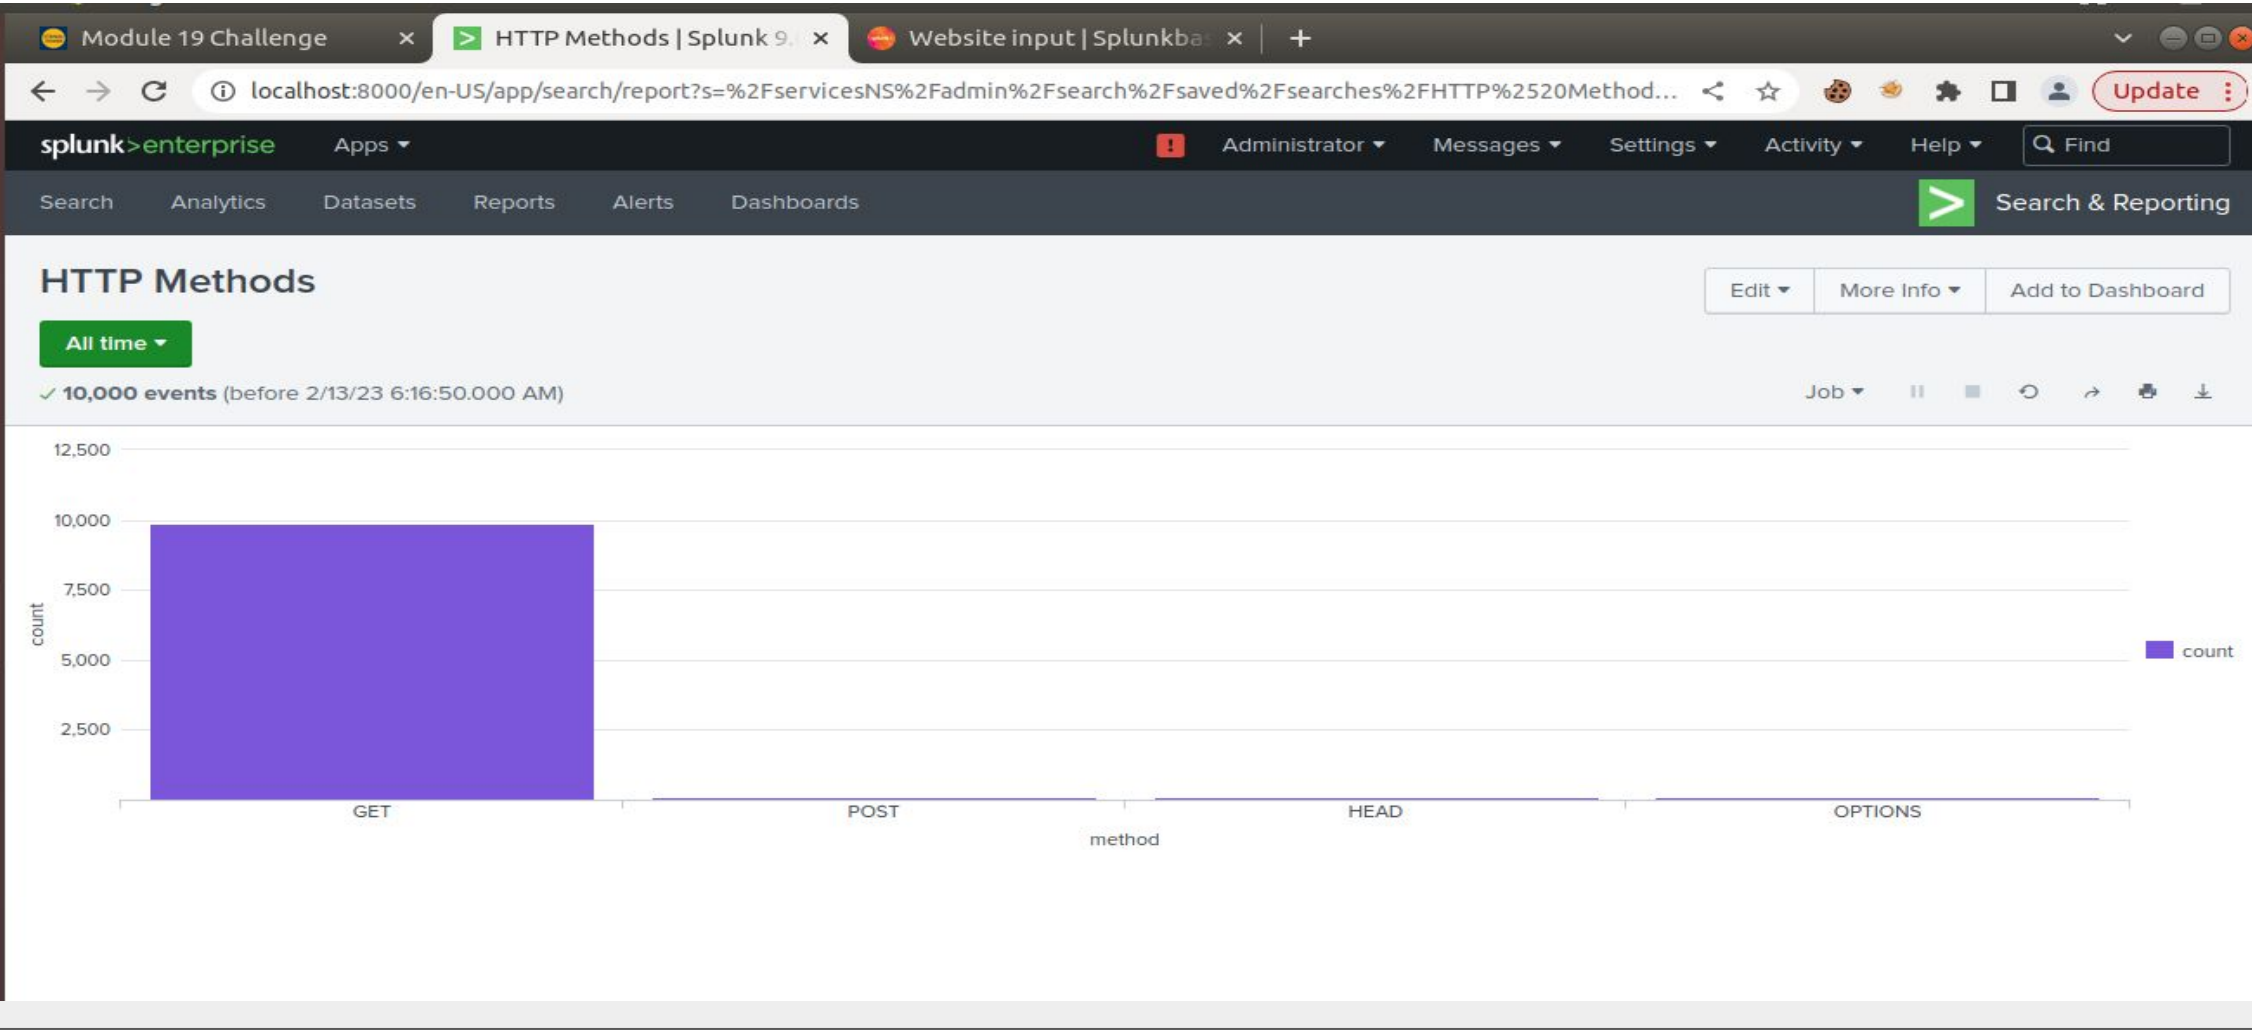 Module 19 Challenge
HTTP Methods | Splunk 9.
Website input | Splunkbas
localhost:8000/en-US/app/search/report?s=%2FservicesNS%2Fadmin%2Fsearch%2Fsaved%2Fsearches%2FHTTP%2520Method...
Update
splunk>enterprise Apps Administrator Messages Settings Activity Help Find
Search Analytics Datasets Reports Alerts Dashboards Search & Reporting
HTTP Methods
Edit More Info Add to Dashboard
All time
✓ 10,000 events (before 2/13/23 6:16:50.000 AM)
Job
12,500
10,000
7,500
5,000
2,500
count
count
GET POST HEAD OPTIONS
method